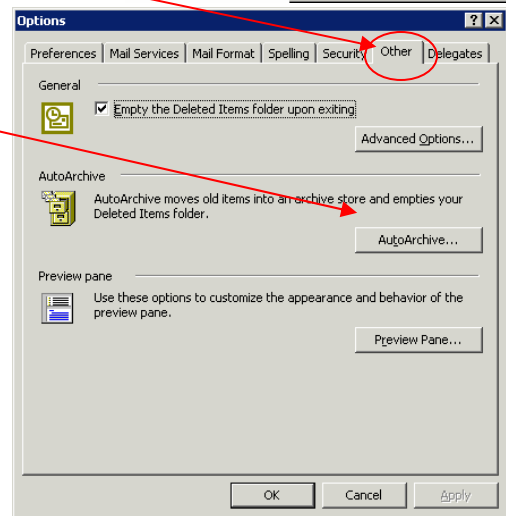 Options
Preferences Mail Services Mail Format Spelling Security Other Delegates
General
Empty the Deleted Items folder upon exiting
Advanced Options...
AutoArchive
AutoArchive moves old items into an archive store and empties your
Deleted Items folder.
AutoArchive...
Preview pane
Use these options to customize the appearance and behavior of the
preview pane.
Preview Pane...
OK Cancel Apply